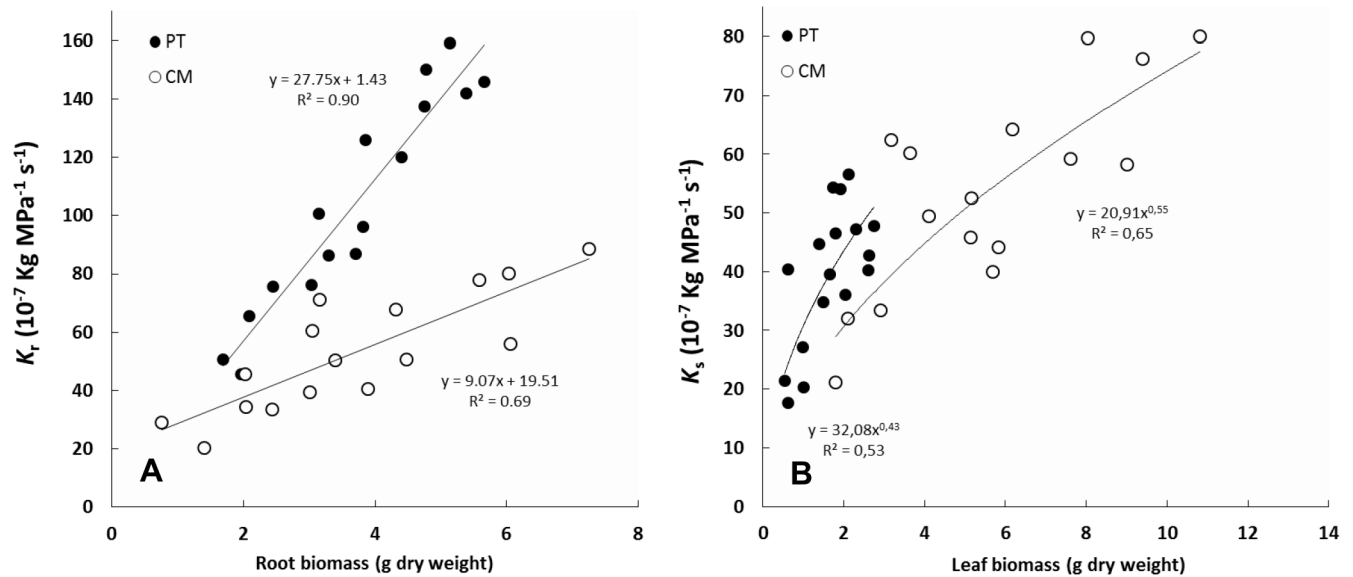 160
140
120
100
80
60
40
20
0
K_r (10⁻⁷ Kg MPa⁻¹ s⁻¹)
PT
CM
y = 27.75x + 1.43
R² = 0.90
y = 9.07x + 19.51
R² = 0.69
A
0 2 4 6 8
Root biomass (g dry weight)
80
70
60
50
40
30
20
10
0
K_s (10⁻⁷ Kg MPa⁻¹ s⁻¹)
PT
CM
y = 20,91x⁰,⁵⁵
R² = 0,65
y = 32,08x⁰,⁴³
R² = 0,53
B
0 2 4 6 8 10 12 14
Leaf biomass (g dry weight)